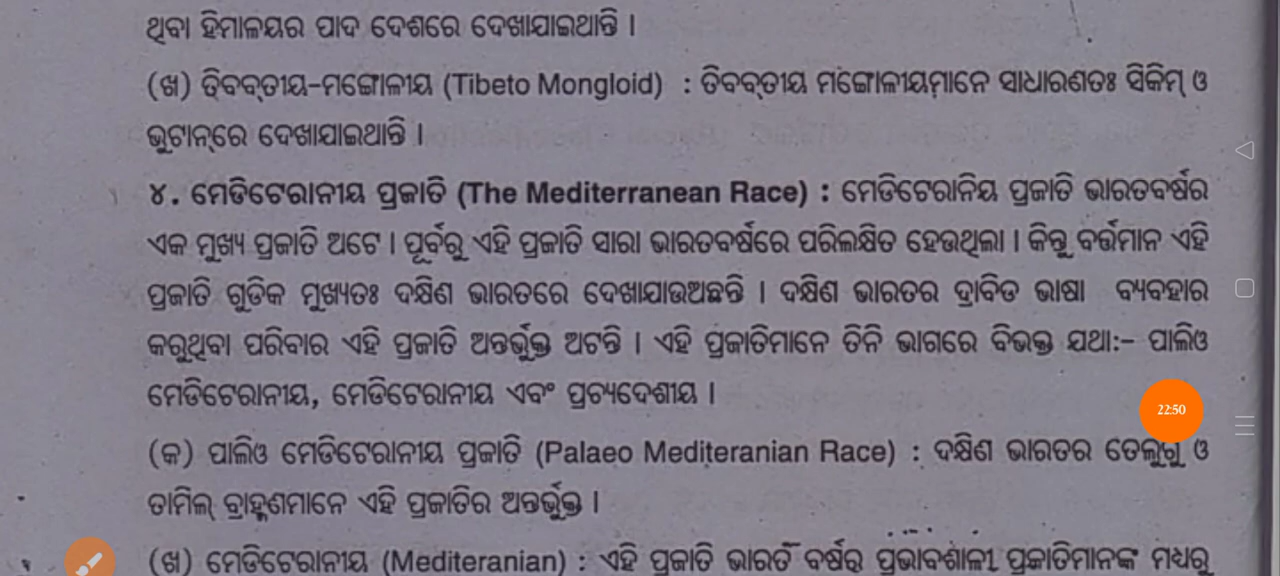 ଥିବା ହିମାଳୟର ପାଦ ଦେଶରେ ଦେଖାଯାଇଥାନ୍ତି ।
(ଖ) ତିବବ୍ତୀୟ-ମଙ୍ଗୋଳୀୟ (Tibeto Mongloid) : ତିବବ୍ତୀୟ ମଙ୍ଗୋଳୀୟମାନେ ସାଧାରଣତଃ ସିକିମ୍ ଓ
ଭୁଟାନ୍‌ରେ ଦେଖାଯାଇଥାନ୍ତି ।
୪. ମେଡିଟେରାନୀୟ ପ୍ରଜାତି (The Mediterranean Race) : ମେଡିଟେରାନିୟ ପ୍ରଜାତି ଭାରତବର୍ଷର
ଏକ ମୁଖ୍ୟ ପ୍ରଜାତି ଅଟେ । ପୂର୍ବରୁ ଏହି ପ୍ରଜାତି ସାରା ଭାରତବର୍ଷରେ ପରିଲକ୍ଷିତ ହେଉଥିଲା । କିନ୍ତୁ ବର୍ତ୍ତମାନ ଏହି
ପ୍ରଜାତି ଗୁଡିକ ମୁଖ୍ୟତଃ ଦକ୍ଷିଣ ଭାରତରେ ଦେଖାଯାଉଅଛନ୍ତି । ଦକ୍ଷିଣ ଭାରତର ଦ୍ରାବିଡ ଭାଷା ବ୍ୟବହାର
କରୁଥିବା ପରିବାର ଏହି ପ୍ରଜାତି ଅନ୍ତର୍ଭୁକ୍ତ ଅଟନ୍ତି । ଏହି ପ୍ରଜାତିମାନେ ତିନି ଭାଗରେ ବିଭକ୍ତ ଯଥା:- ପାଲିଓ
ମେଡିଟେରାନୀୟ, ମେଡିଟେରାନୀୟ ଏବଂ ପ୍ରଚ୍ୟଦେଶୀୟ ।
22:50
(କ) ପାଲିଓ ମେଡିଟେରାନୀୟ ପ୍ରଜାତି (Palaeo Mediteranian Race) : ଦକ୍ଷିଣ ଭାରତର ତେଲୁଗୁ ଓ
ତାମିଲ୍ ବ୍ରାହ୍ମଣମାନେ ଏହି ପ୍ରଜାତିର ଅନ୍ତର୍ଭୁକ୍ତ ।
(ଖ) ମେଡିଟେରାନୀୟ (Mediteranian) : ଏହି ପ୍ରଜାତି ଭାରତ ବର୍ଷର ପ୍ରଭାବଶାଳୀ ପ୍ରଜାତିମାନଙ୍କ ମଧ୍ୟରୁ